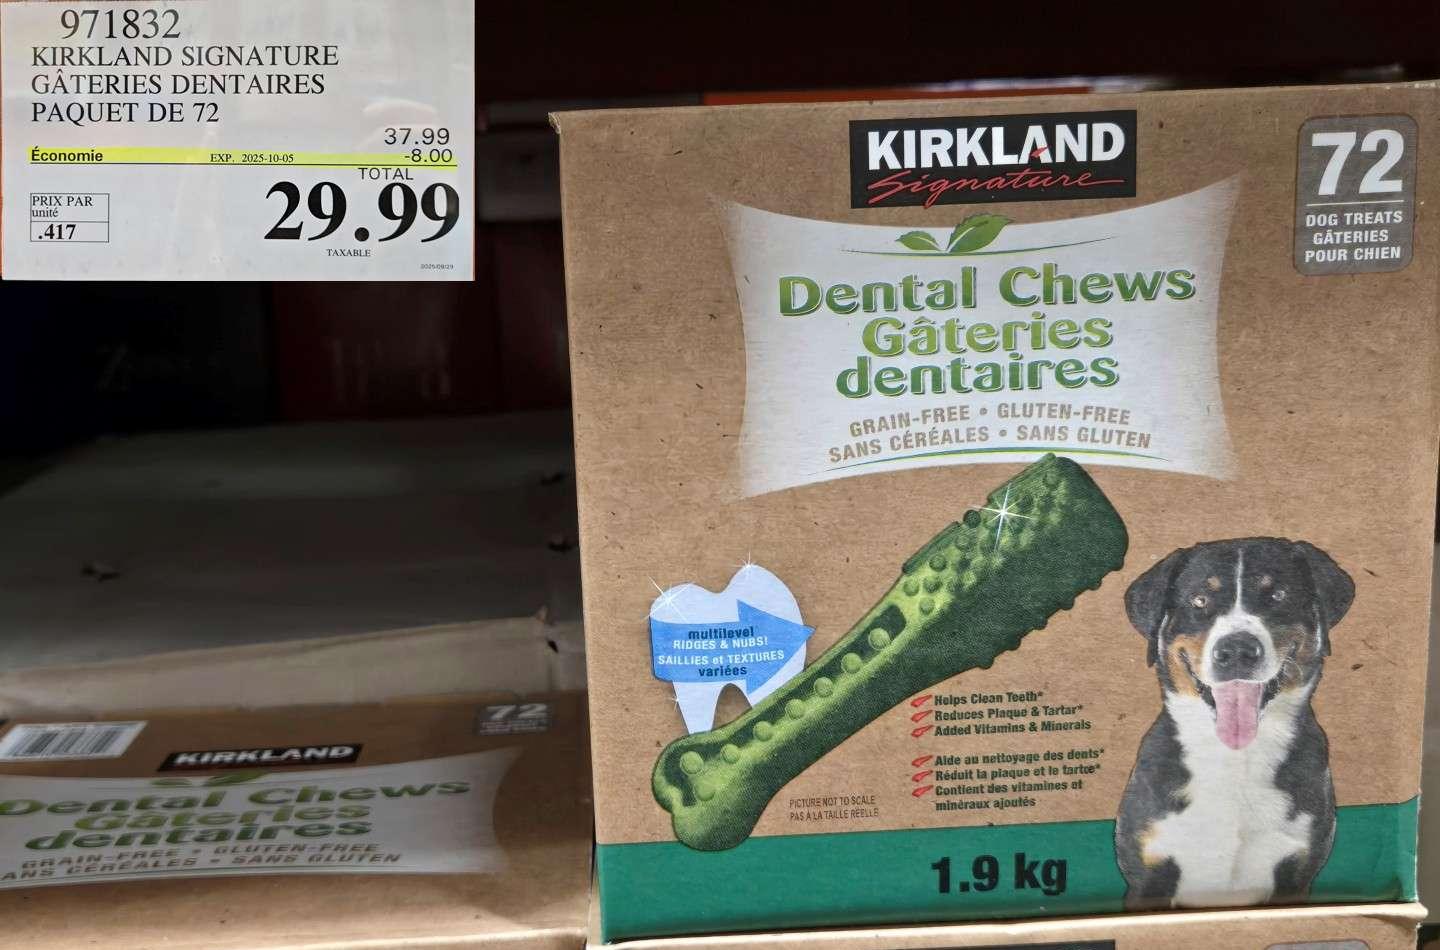 971832
KIRKLAND SIGNATURE
GÂTERIES DENTAIRES
PAQUET DE 72
37.99
Économie EXP. 2025-10-05 -8.00
TOTAL
PRIX PAR
unité
.417
29.99
TAXABLE
2025/09/29
KIRKLAND
Signature
72
DOG TREATS
GÂTERIES
POUR CHIEN
Dental Chews
Gâteries
dentaires
GRAIN-FREE • GLUTEN-FREE
SANS CÉRÉALES • SANS GLUTEN
multilevel
RIDGES & NUBS!
SAILLIES et TEXTURES
variées
Helps Clean Teeth*
Reduces Plaque & Tartar*
Added Vitamins & Minerals
Aide au nettoyage des dents*
Réduit la plaque et le tartre*
Contient des vitamines et
minéraux ajoutés
PICTURE NOT TO SCALE
PAS À LA TAILLE RÉELLE
1.9 kg
72
KIRKLAND
Dental Chews
Gâteries
dentaires
GRAIN-FREE • GLUTEN-FREE
SANS CÉRÉALES • SANS GLUTEN